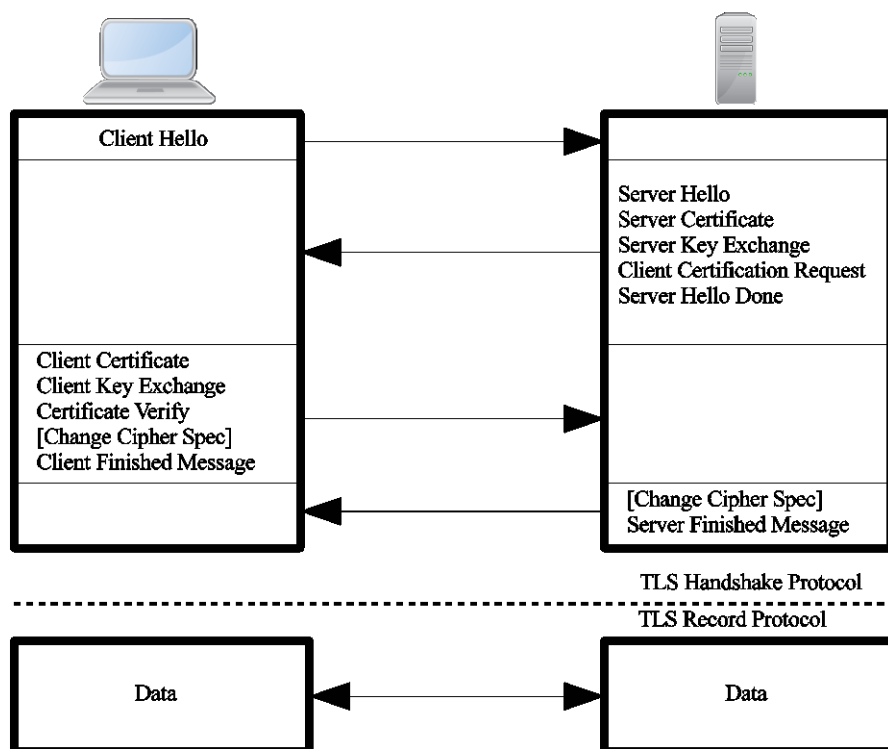 Client Hello
Server Hello
Server Certificate
Server Key Exchange
Client Certification Request
Server Hello Done
Client Certificate
Client Key Exchange
Certificate Verify
[Change Cipher Spec]
Client Finished Message
[Change Cipher Spec]
Server Finished Message
TLS Handshake Protocol
TLS Record Protocol
Data
Data